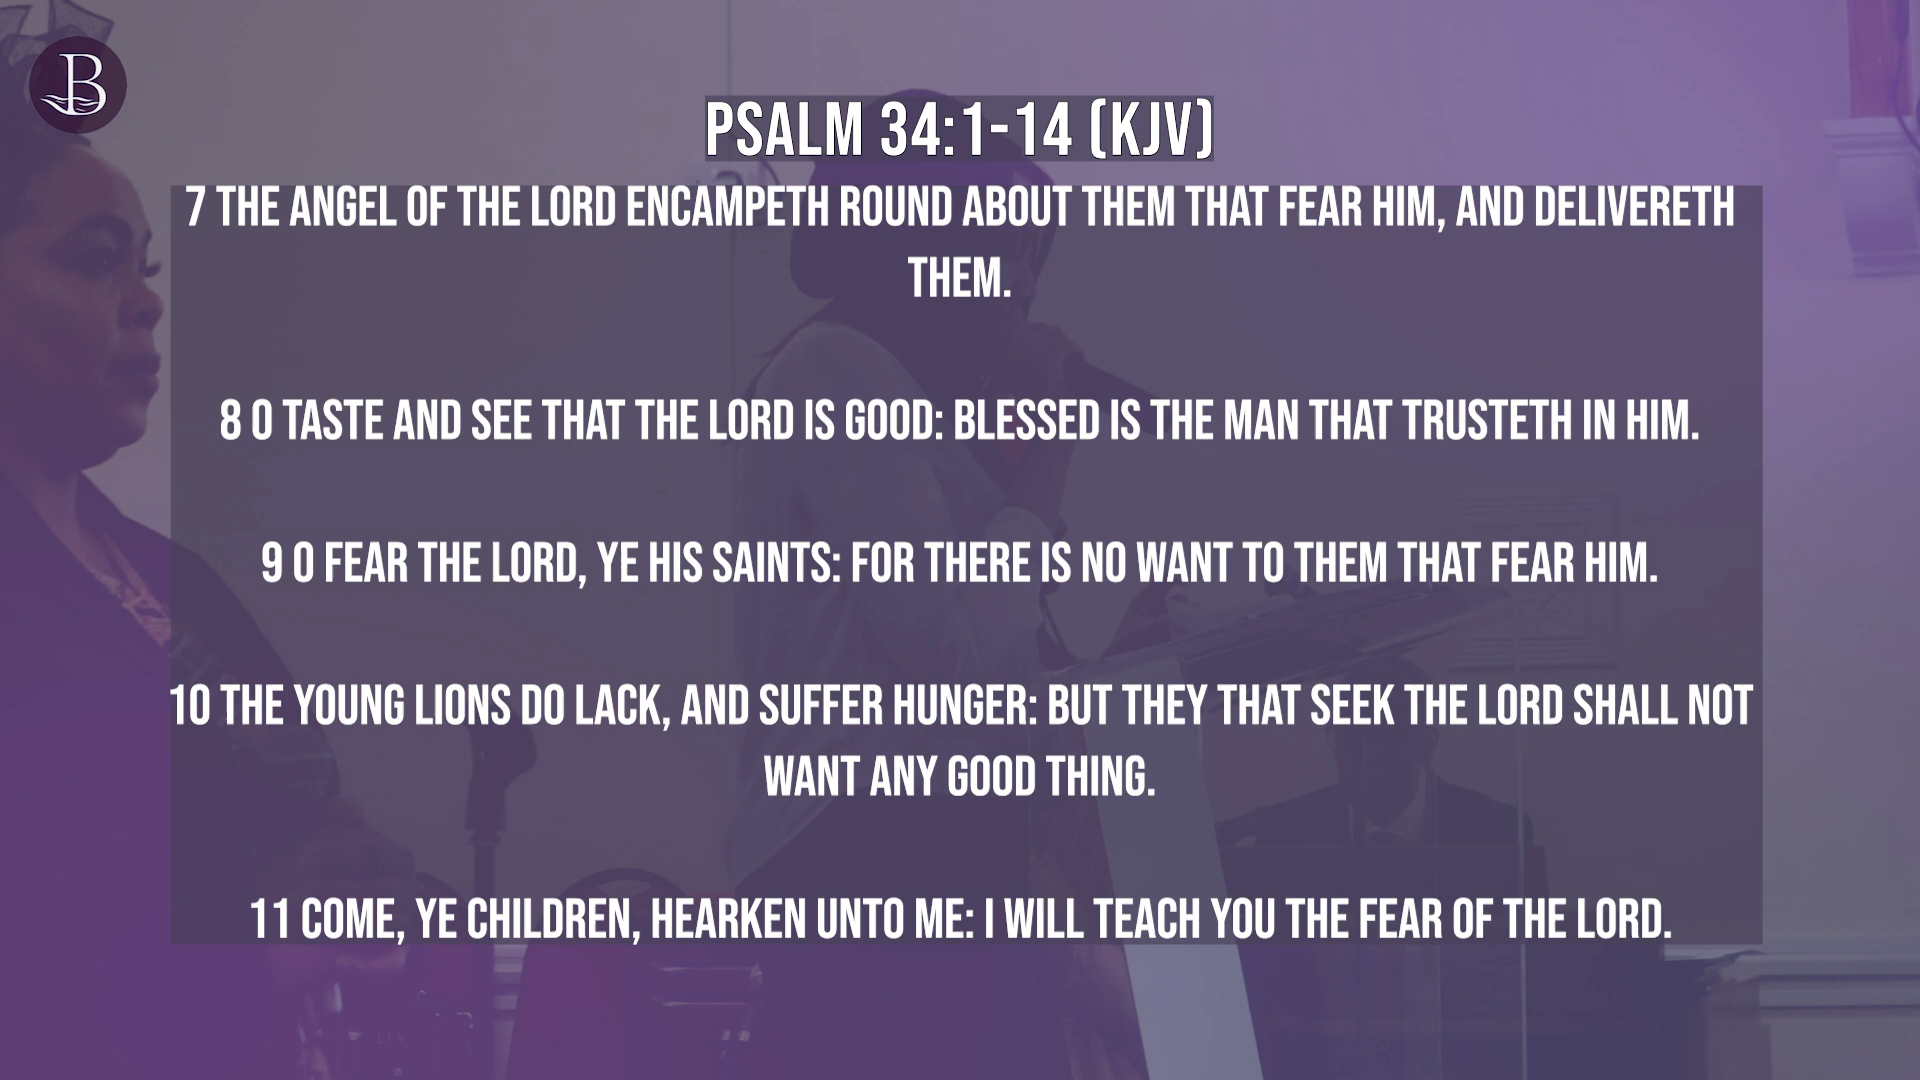 B
PSALM 34:1-14 (KJV)
7 THE ANGEL OF THE LORD ENCAMPETH ROUND ABOUT THEM THAT FEAR HIM, AND DELIVERETH
THEM.
8 O TASTE AND SEE THAT THE LORD IS GOOD: BLESSED IS THE MAN THAT TRUSTETH IN HIM.
9 O FEAR THE LORD, YE HIS SAINTS: FOR THERE IS NO WANT TO THEM THAT FEAR HIM.
10 THE YOUNG LIONS DO LACK, AND SUFFER HUNGER: BUT THEY THAT SEEK THE LORD SHALL NOT
WANT ANY GOOD THING.
11 COME, YE CHILDREN, HEARKEN UNTO ME: I WILL TEACH YOU THE FEAR OF THE LORD.